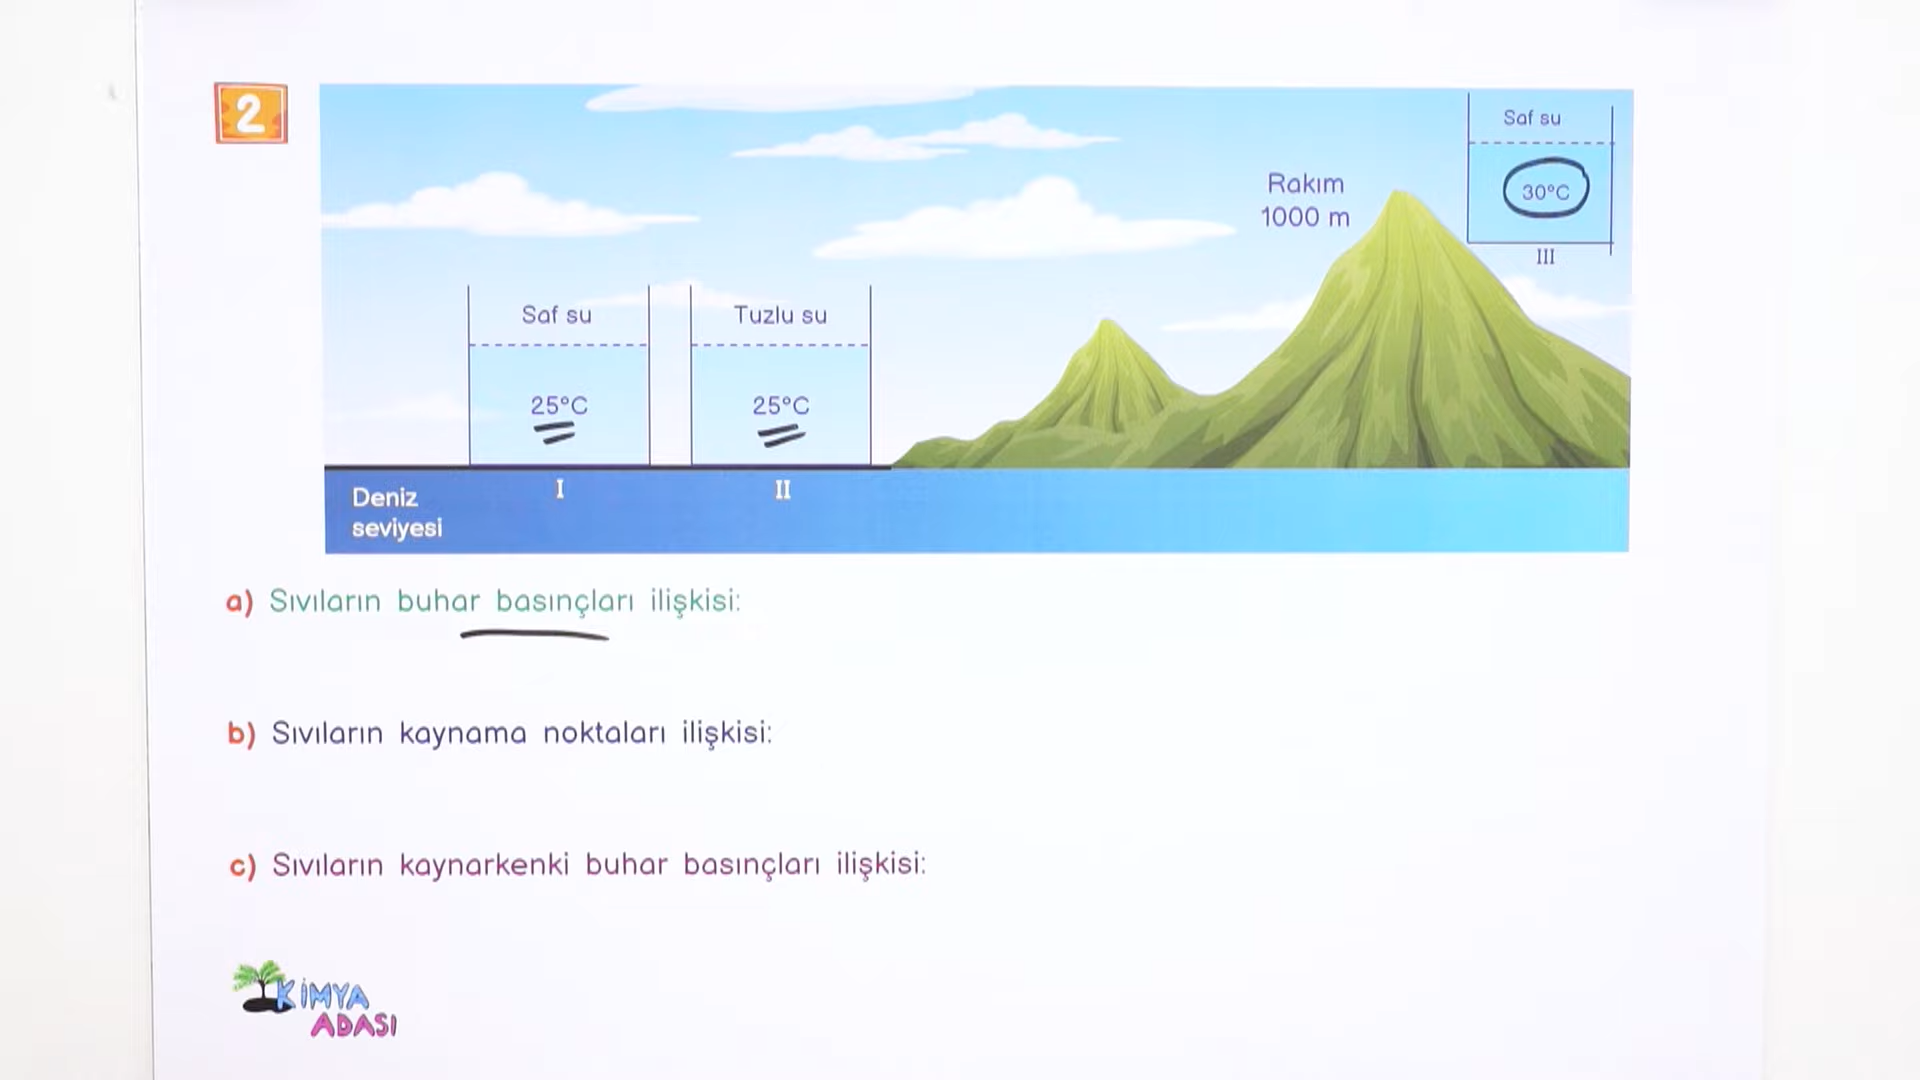 2
Saf su
30°C
III
Rakım
1000 m
Saf su
25°C
I
Tuzlu su
25°C
II
Deniz
seviyesi
a) Sıvıların buhar basınçları ilişkisi:
b) Sıvıların kaynama noktaları ilişkisi:
c) Sıvıların kaynarkenki buhar basınçları ilişkisi:
KİMYA
ADASI